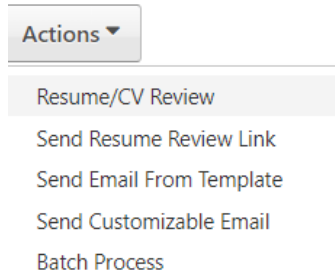 Actions ▼
Resume/CV Review
Send Resume Review Link
Send Email From Template
Send Customizable Email
Batch Process